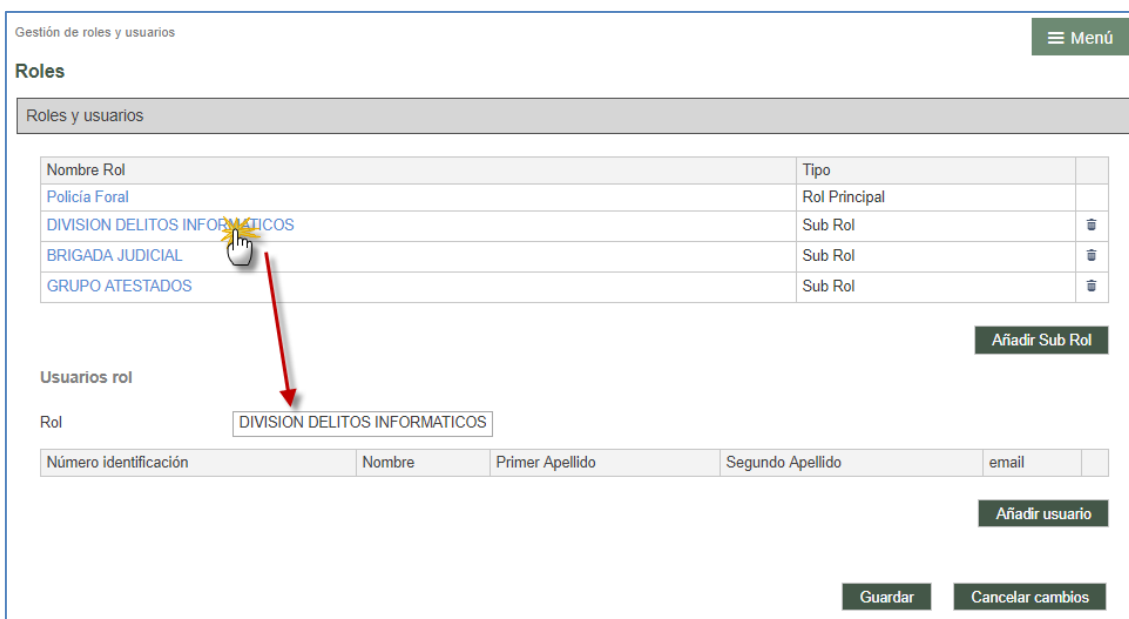 Gestión de roles y usuarios
≡ Menú
Roles
Roles y usuarios
Nombre Rol Tipo
Policía Foral Rol Principal
DIVISION DELITOS INFORMATICOS Sub Rol
BRIGADA JUDICIAL Sub Rol
GRUPO ATESTADOS Sub Rol
Añadir Sub Rol
Usuarios rol
Rol DIVISION DELITOS INFORMATICOS
Número identificación Nombre Primer Apellido Segundo Apellido email
Añadir usuario
Guardar Cancelar cambios